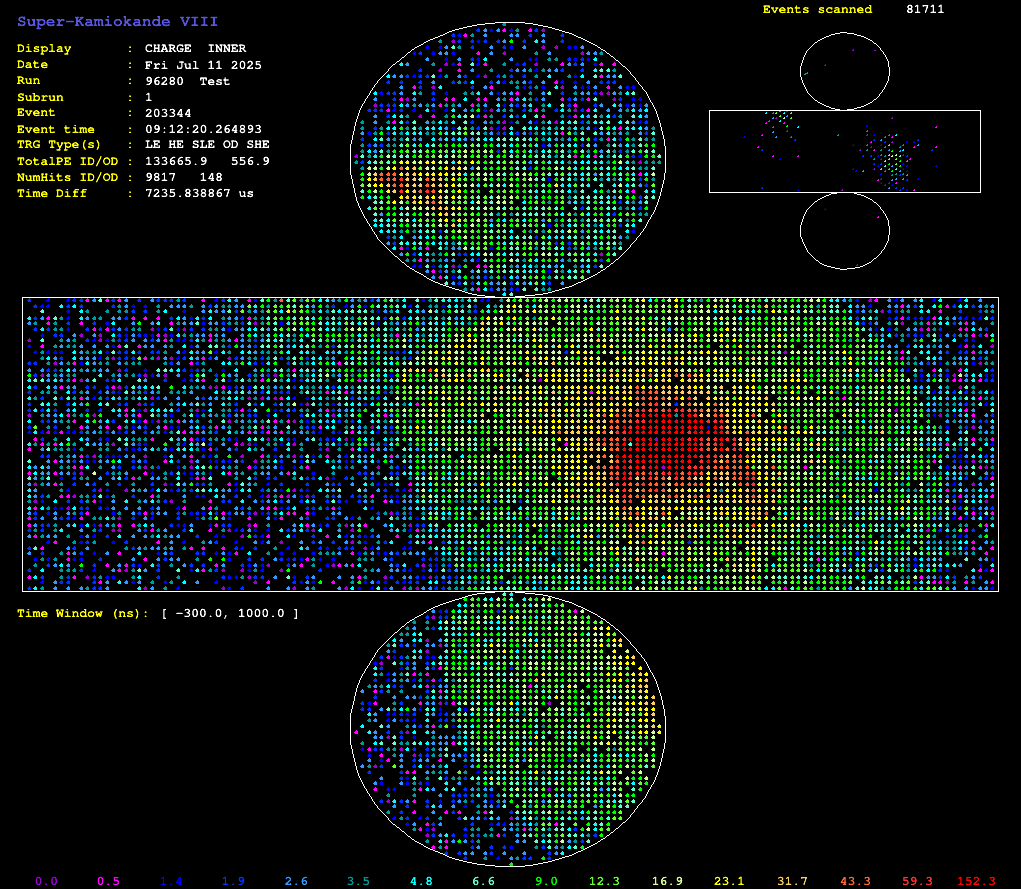 Super-Kamiokande VIII
Events scanned 81711
Display : CHARGE INNER
Date : Fri Jul 11 2025
Run : 96280 Test
Subrun : 1
Event : 203344
Event time : 09:12:20.264893
TRG Type(s) : LE HE SLE OD SHE
TotalPE ID/OD : 133665.9 556.9
NumHits ID/OD : 9817 148
Time Diff : 7235.838867 us
Time Window (ns): [ -300.0, 1000.0 ]
0.0 0.5 1.4 1.9 2.6 3.5 4.8 6.6 9.0 12.3 16.9 23.1 31.7 43.3 59.3 152.3